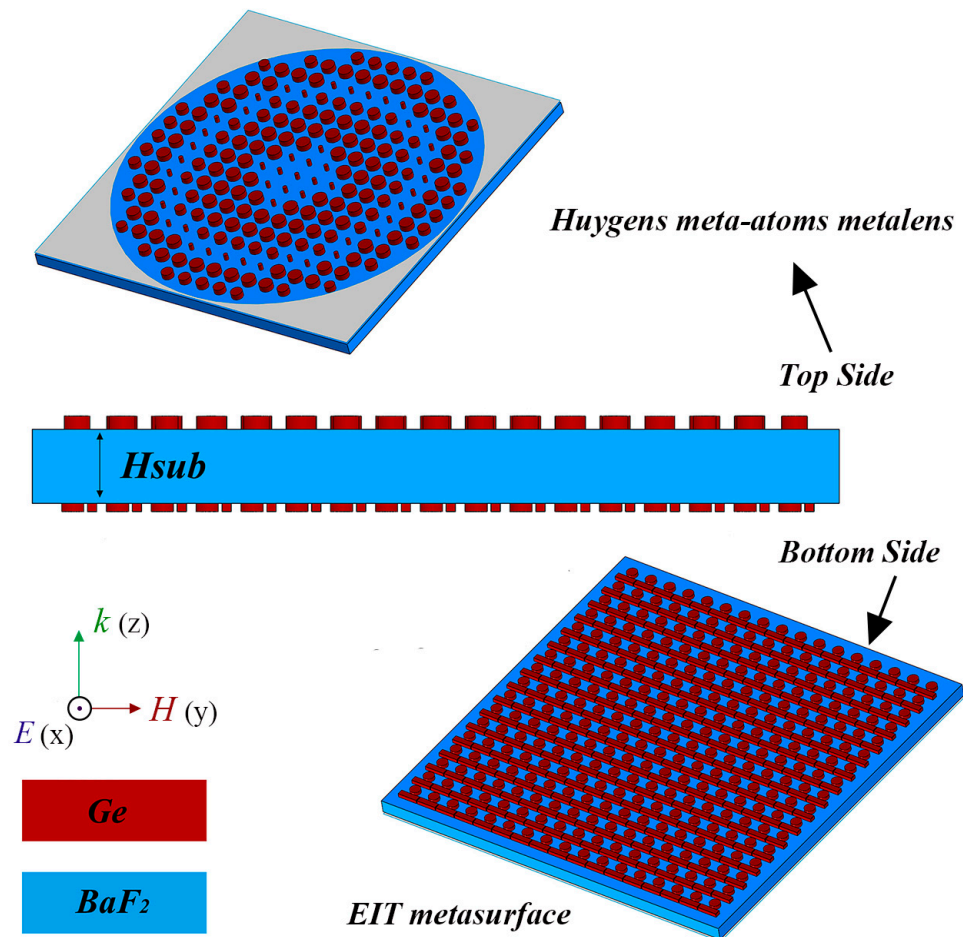 Huygens meta-atoms metalens
Top Side
Hsub
Bottom Side
k (z)
H (y)
E (x)
Ge
BaF₂
EIT metasurface